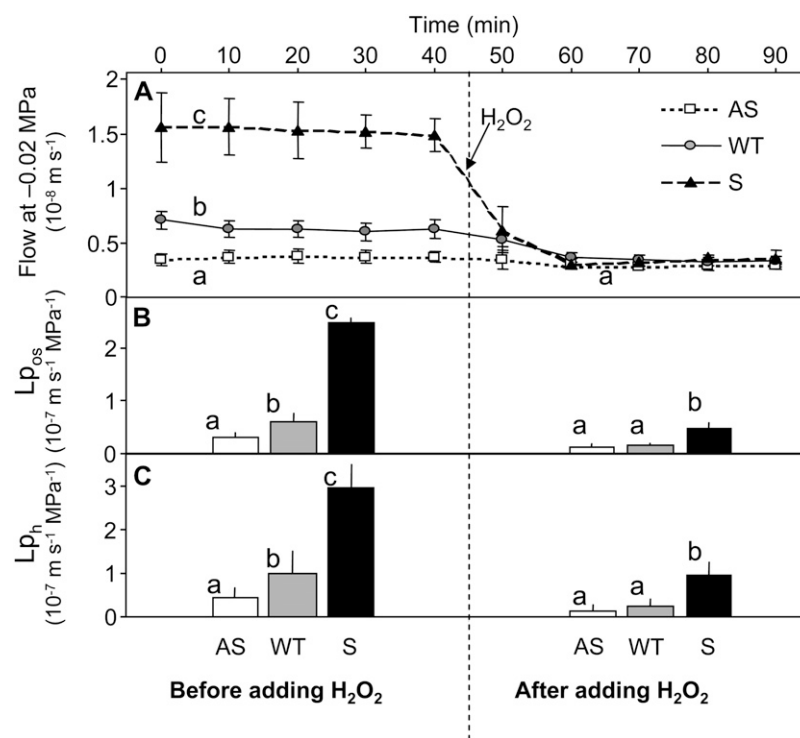 Time (min)
0 10 20 30 40 50 60 70 80 90
A
Flow at –0.02 MPa
(10⁻⁸ m s⁻¹)
2
1.5
1
0.5
0
c
b
a
a
H₂O₂
AS
WT
S
B
Lp_os (10⁻⁷ m s⁻¹ MPa⁻¹)
2
1
0
a b c
a a b
C
Lp_h
(10⁻⁷ m s⁻¹ MPa⁻¹)
3
2
1
0
a b c
a a b
AS WT S AS WT S
Before adding H₂O₂ After adding H₂O₂